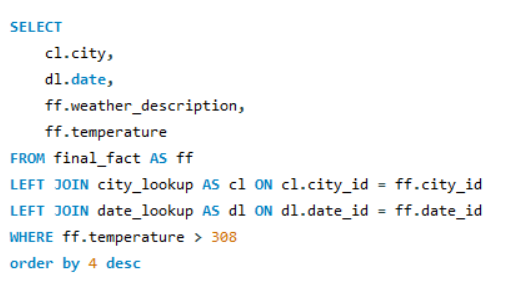 SELECT
    cl.city,
    dl.date,
    ff.weather_description,
    ff.temperature
FROM final_fact AS ff
LEFT JOIN city_lookup AS cl ON cl.city_id = ff.city_id
LEFT JOIN date_lookup AS dl ON dl.date_id = ff.date_id
WHERE ff.temperature > 308
order by 4 desc